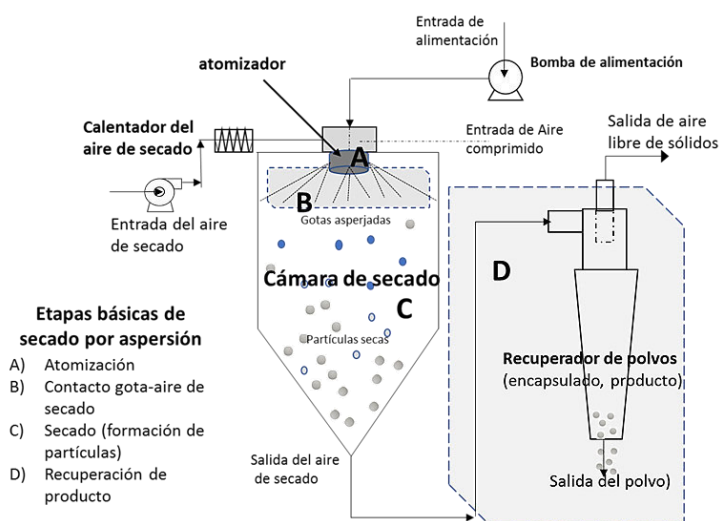 Entrada de
alimentación
Bomba de alimentación
atomizador
Calentador del
aire de secado
Entrada de Aire
comprimido
Salida de aire
libre de sólidos
A
B
Gotas asperjadas
Entrada del aire
de secado
Cámara de secado
C
D
Partículas secas
Etapas básicas de
secado por aspersión
A) Atomización
B) Contacto gota-aire de
secado
C) Secado (formación de
partículas)
D) Recuperación de
producto
Recuperador de polvos
(encapsulado, producto)
Salida del aire
de secado
Salida del polvo)